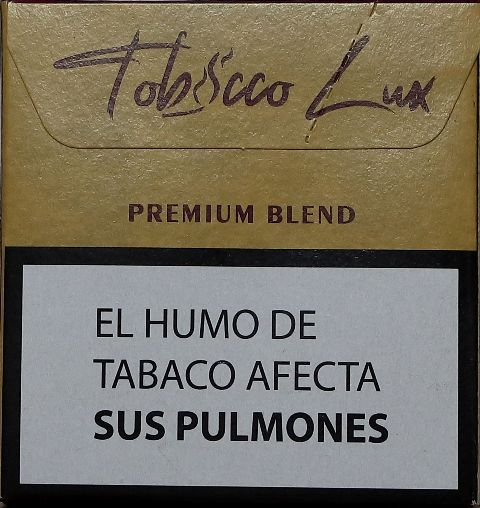 Tobacco Lux
PREMIUM BLEND
EL HUMO DE
TABACO AFECTA
SUS PULMONES